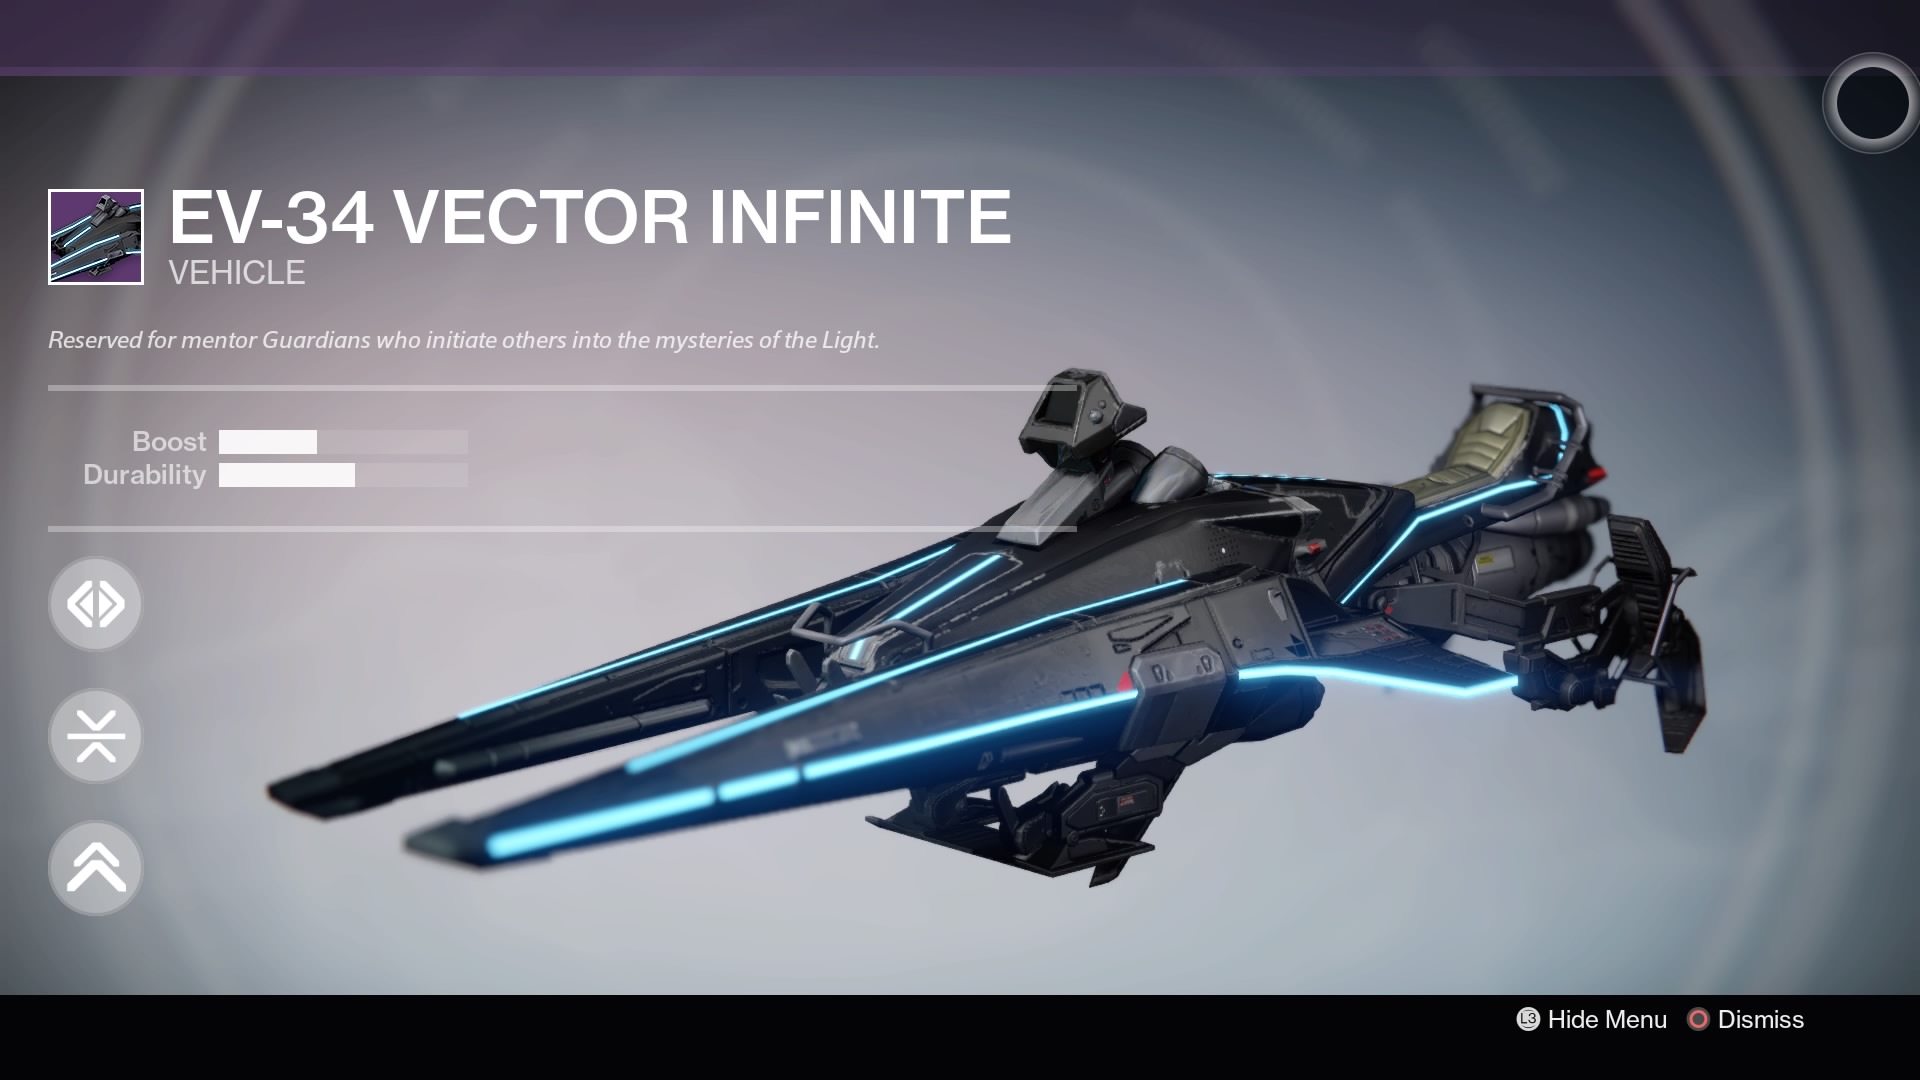 EV-34 VECTOR INFINITE
VEHICLE
Reserved for mentor Guardians who initiate others into the mysteries of the Light.
Boost
Durability
L3 Hide Menu Dismiss